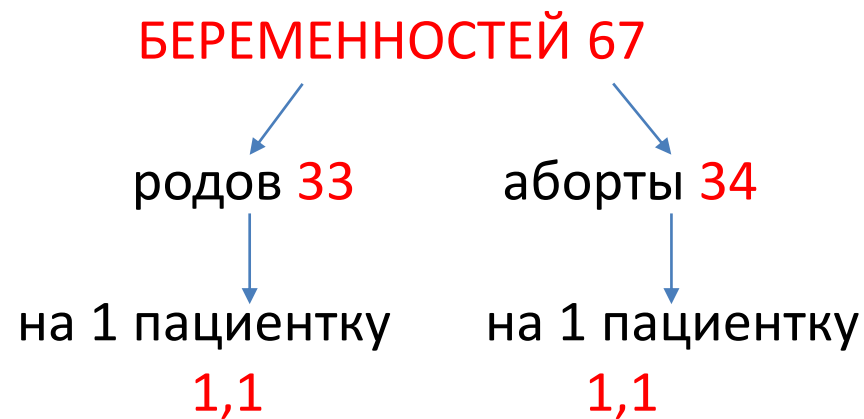 БЕРЕМЕННОСТЕЙ 67
родов 33
аборты 34
на 1 пациентку
1,1
на 1 пациентку
1,1